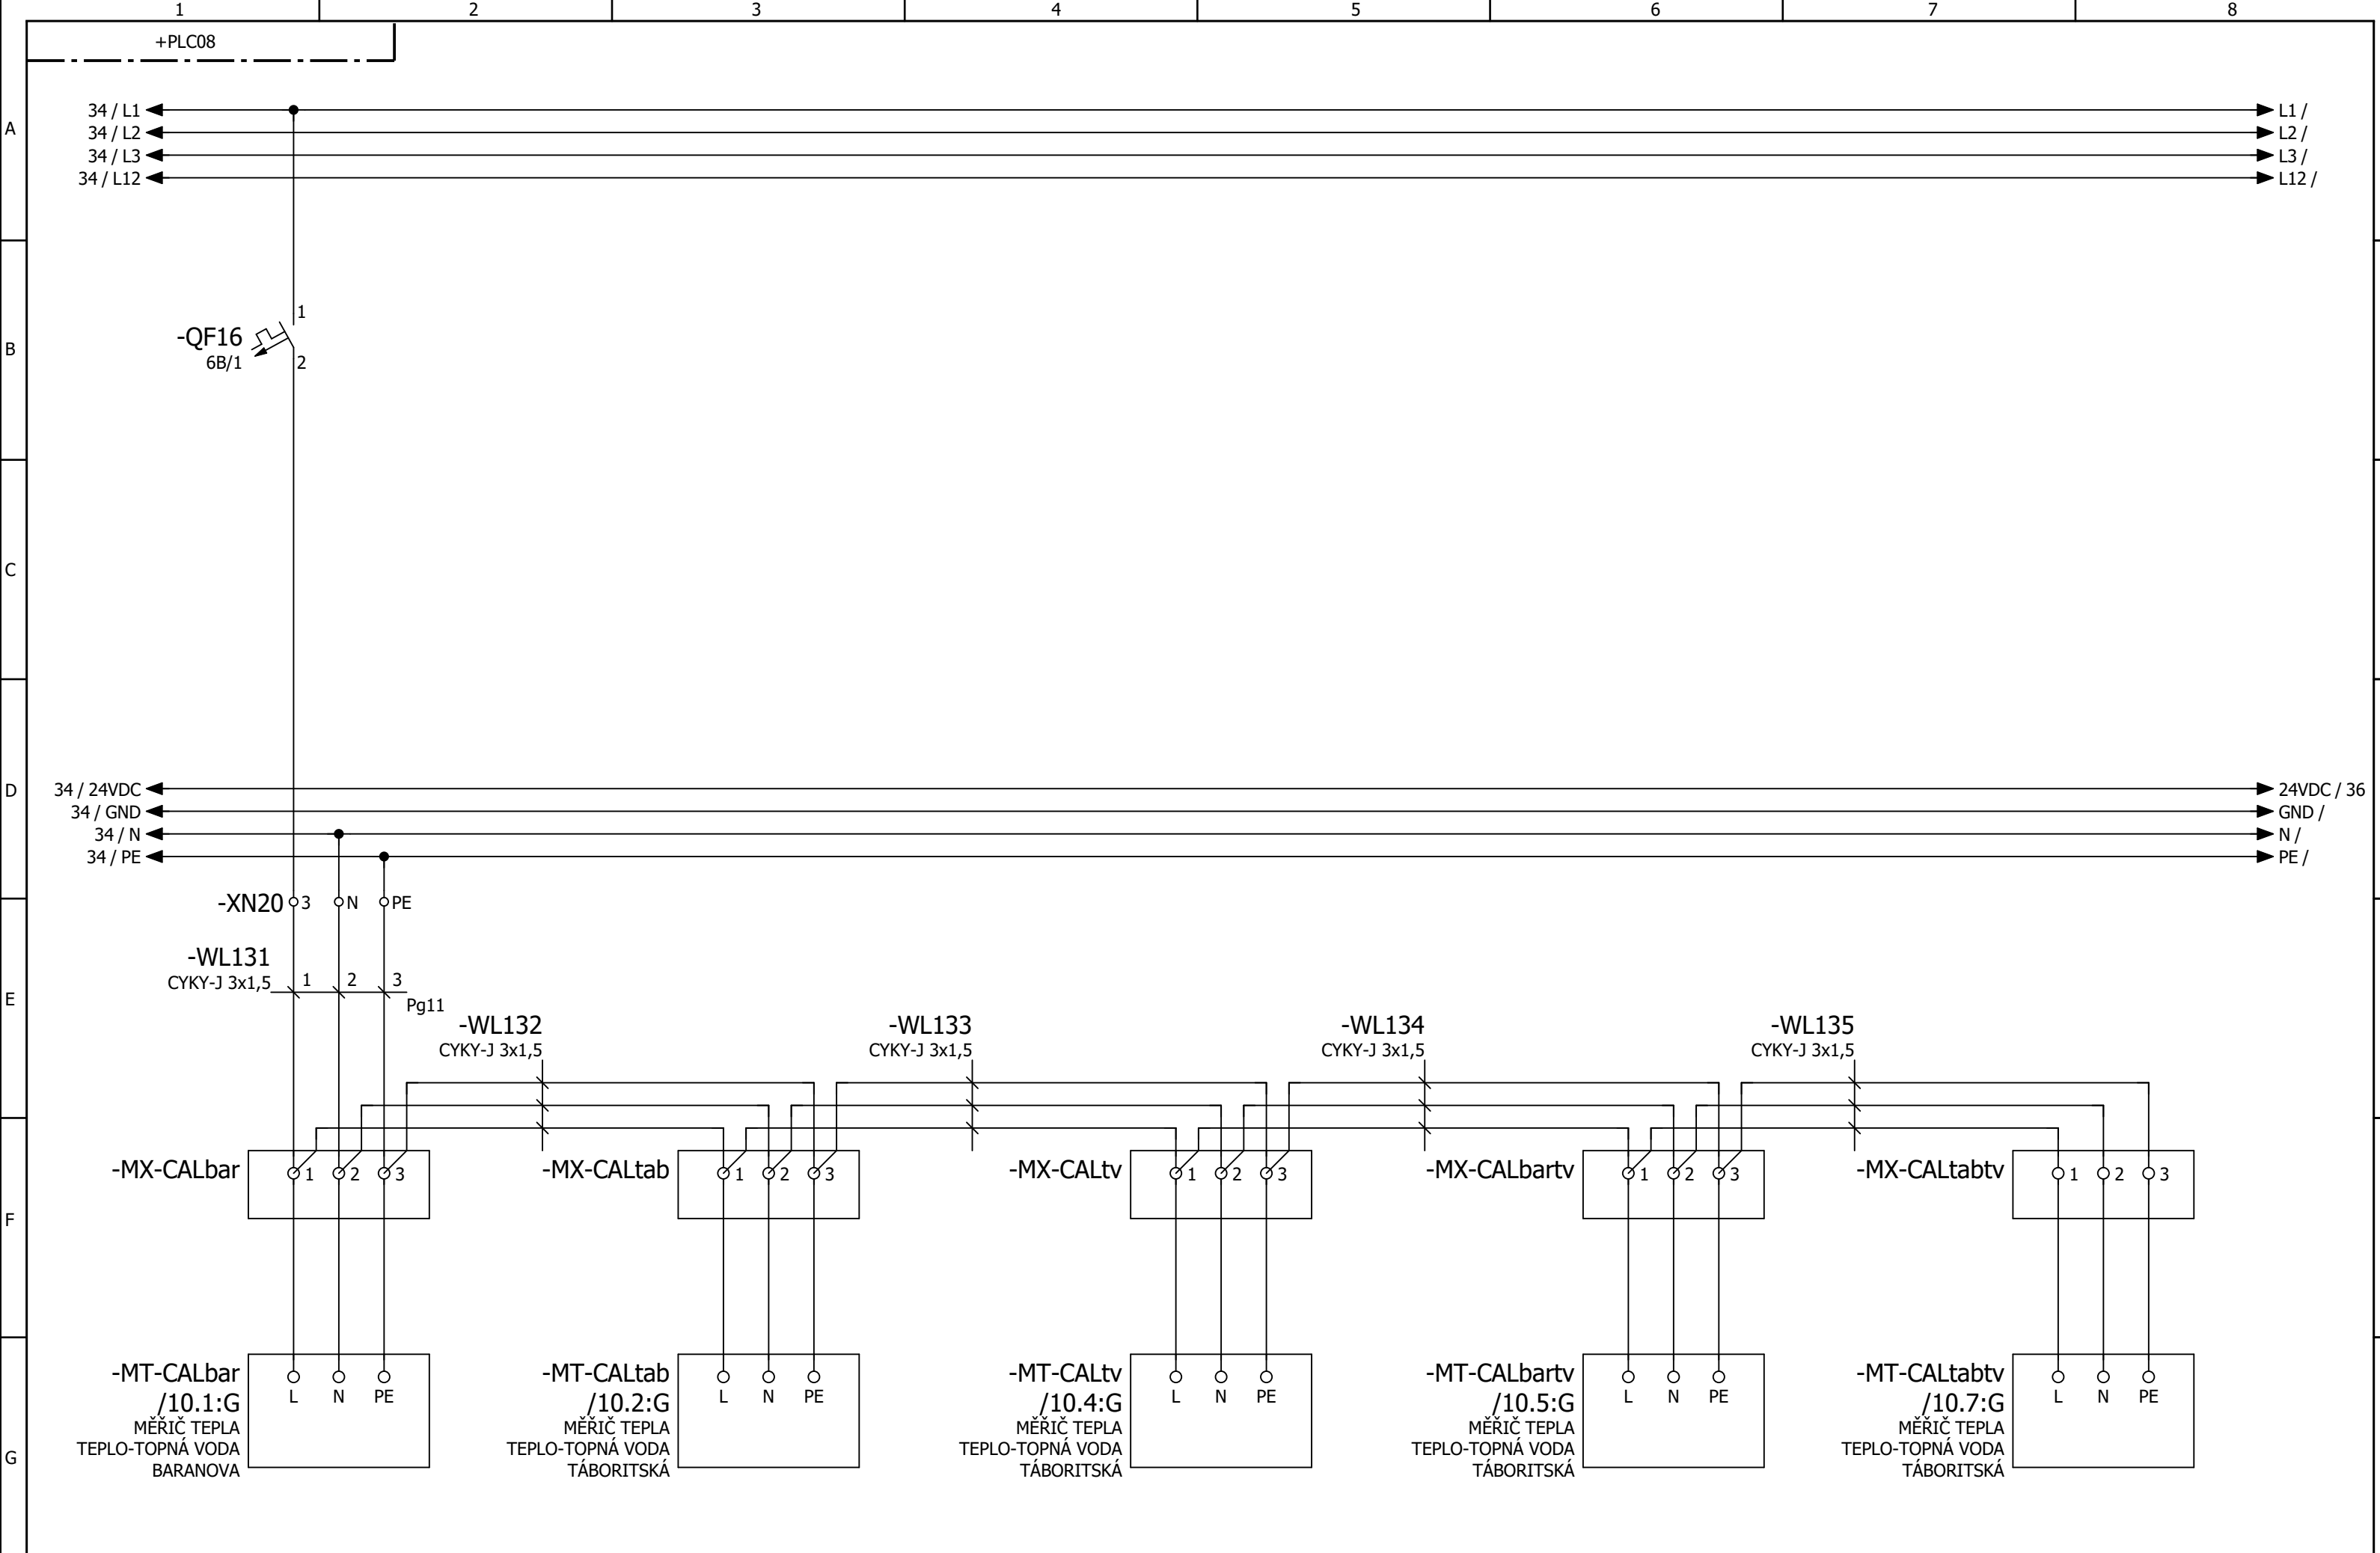 1 2 3 4 5 6 7 8
+PLC08
A
34 / L1 L1 /
34 / L2 L2 /
34 / L3 L3 /
34 / L12 L12 /
B
1
-QF16
6B/1
2
C
D
34 / 24VDC 24VDC / 36
34 / GND GND /
34 / N N /
34 / PE PE /
-XN20 3 N PE
-WL131
CYKY-J 3x1,5 1 2 3
Pg11
E
-WL132 -WL133 -WL134 -WL135
CYKY-J 3x1,5 CYKY-J 3x1,5 CYKY-J 3x1,5 CYKY-J 3x1,5
-MX-CALbar 1 2 3 -MX-CALtab 1 2 3 -MX-CALtv 1 2 3 -MX-CALbartv 1 2 3 -MX-CALtabtv 1 2 3
F
-MT-CALbar -MT-CALtab -MT-CALtv -MT-CALbartv -MT-CALtabtv
/10.1:G L N PE /10.2:G L N PE /10.4:G L N PE /10.5:G L N PE /10.7:G L N PE
MĚŘIČ TEPLA MĚŘIČ TEPLA MĚŘIČ TEPLA MĚŘIČ TEPLA MĚŘIČ TEPLA
TEPLO-TOPNÁ VODA TEPLO-TOPNÁ VODA TEPLO-TOPNÁ VODA TEPLO-TOPNÁ VODA TEPLO-TOPNÁ VODA
G
BARANOVA TÁBORITSKÁ TÁBORITSKÁ TÁBORITSKÁ TÁBORITSKÁ